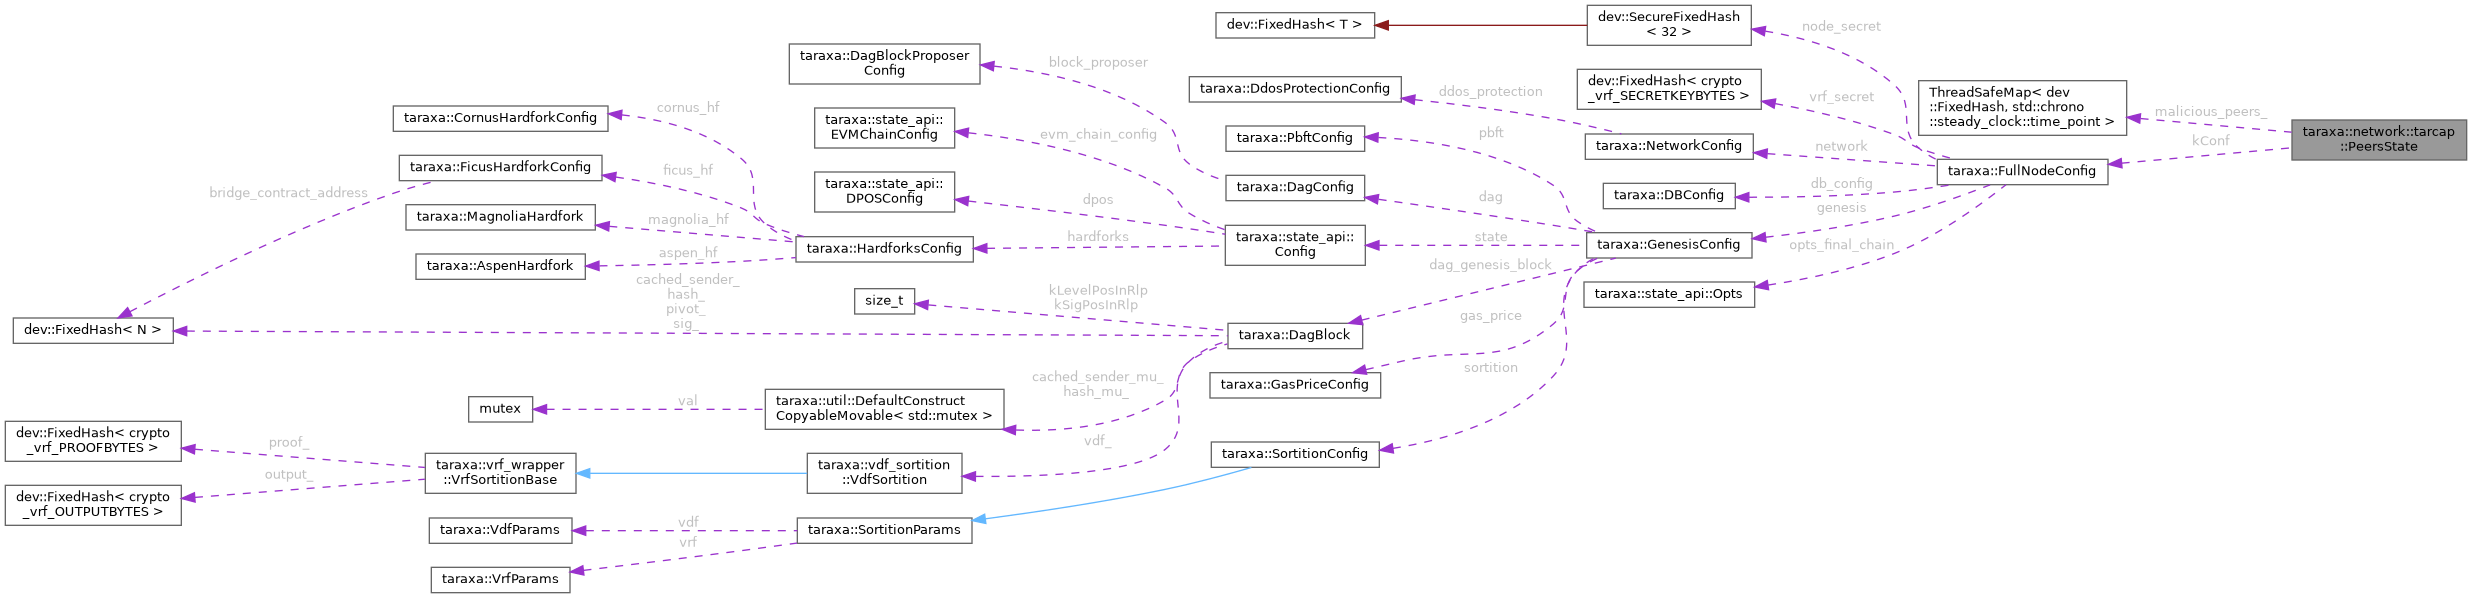 dev::FixedHash< T >
dev::SecureFixedHash
< 32 >
node_secret
taraxa::DagBlockProposer
Config
block_proposer
taraxa::DdosProtectionConfig
ddos_protection
dev::FixedHash< crypto
_vrf_SECRETKEYBYTES >
vrf_secret
ThreadSafeMap< dev
::FixedHash, std::chrono
::steady_clock::time_point >
malicious_peers_
taraxa::network::tarcap
::PeersState
kConf
taraxa::CornusHardforkConfig
cornus_hf
taraxa::state_api::
EVMChainConfig
evm_chain_config
taraxa::PbftConfig
pbft
taraxa::NetworkConfig
network
taraxa::FullNodeConfig
taraxa::FicusHardforkConfig
ficus_hf
bridge_contract_address
taraxa::state_api::
DPOSConfig
dpos
taraxa::DagConfig
dag
taraxa::DBConfig
db_config
genesis
taraxa::MagnoliaHardfork
magnolia_hf
taraxa::HardforksConfig
hardforks
taraxa::state_api::
Config
state
taraxa::GenesisConfig
opts_final_chain
taraxa::AspenHardfork
aspen_hf
dag_genesis_block
cached_sender_
hash_
pivot_
sig_
size_t
kLevelPosInRlp
kSigPosInRlp
taraxa::state_api::Opts
dev::FixedHash< N >
taraxa::DagBlock
gas_price
taraxa::GasPriceConfig
sortition
cached_sender_mu_
hash_mu_
mutex
val
taraxa::util::DefaultConstruct
CopyableMovable< std::mutex >
dev::FixedHash< crypto
_vrf_PROOFBYTES >
proof_
vdf_
taraxa::SortitionConfig
taraxa::vrf_wrapper
::VrfSortitionBase
taraxa::vdf_sortition
::VdfSortition
output_
dev::FixedHash< crypto
_vrf_OUTPUTBYTES >
taraxa::VdfParams
vdf
vrf
taraxa::SortitionParams
taraxa::VrfParams